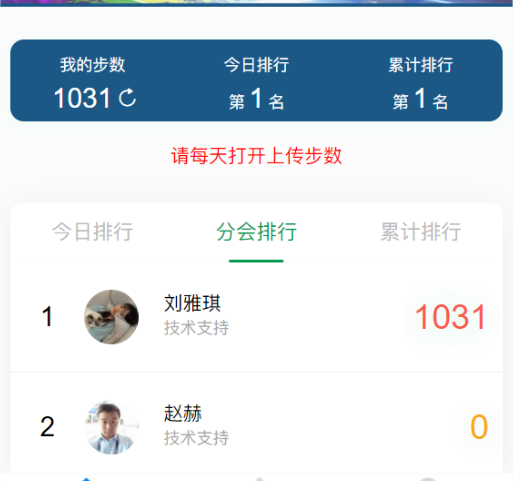 我的步数 今日排行 累计排行
1031 第 1 名 第 1 名
请每天打开上传步数
今日排行 分会排行 累计排行
1 刘雅琪 1031
技术支持
2 赵赫 0
技术支持